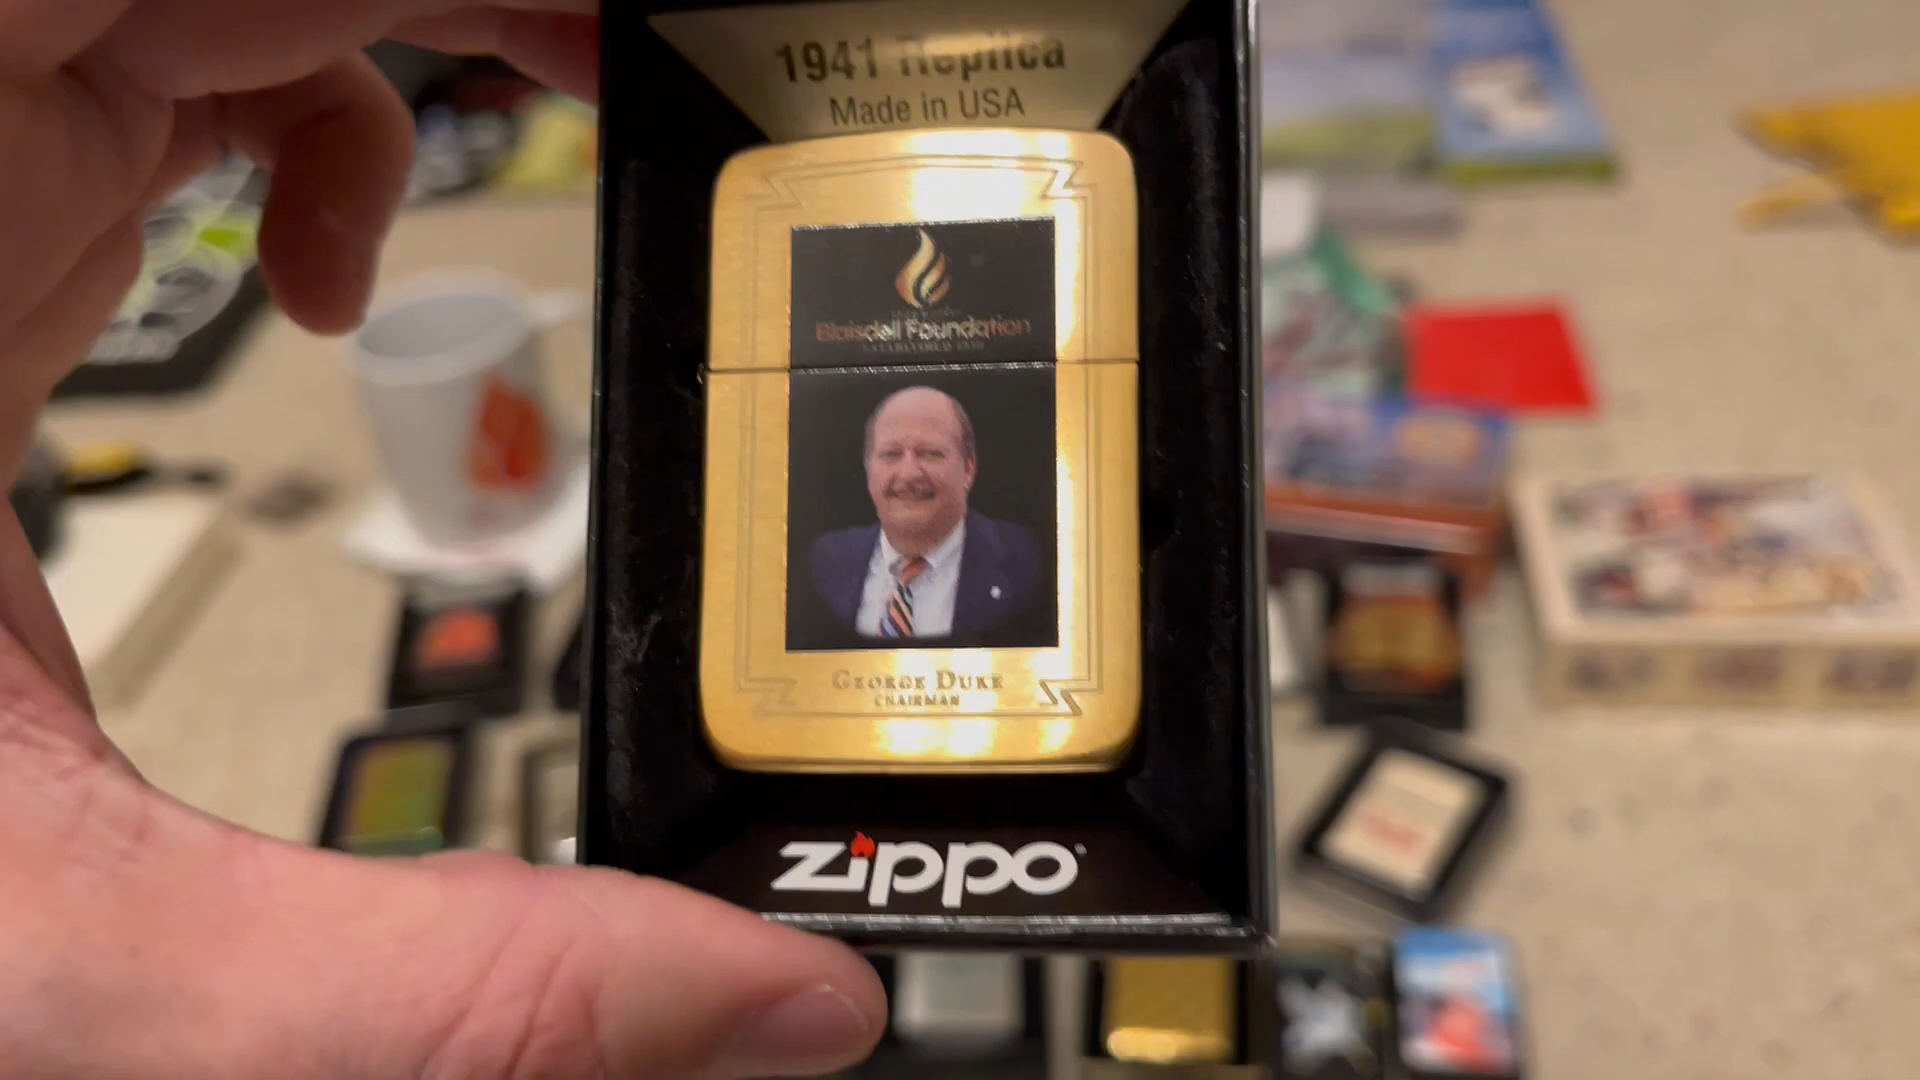 1941 Replica
Made in USA
Blaisdell Foundation
GEORGE DUKE
CHAIRMAN
zippo